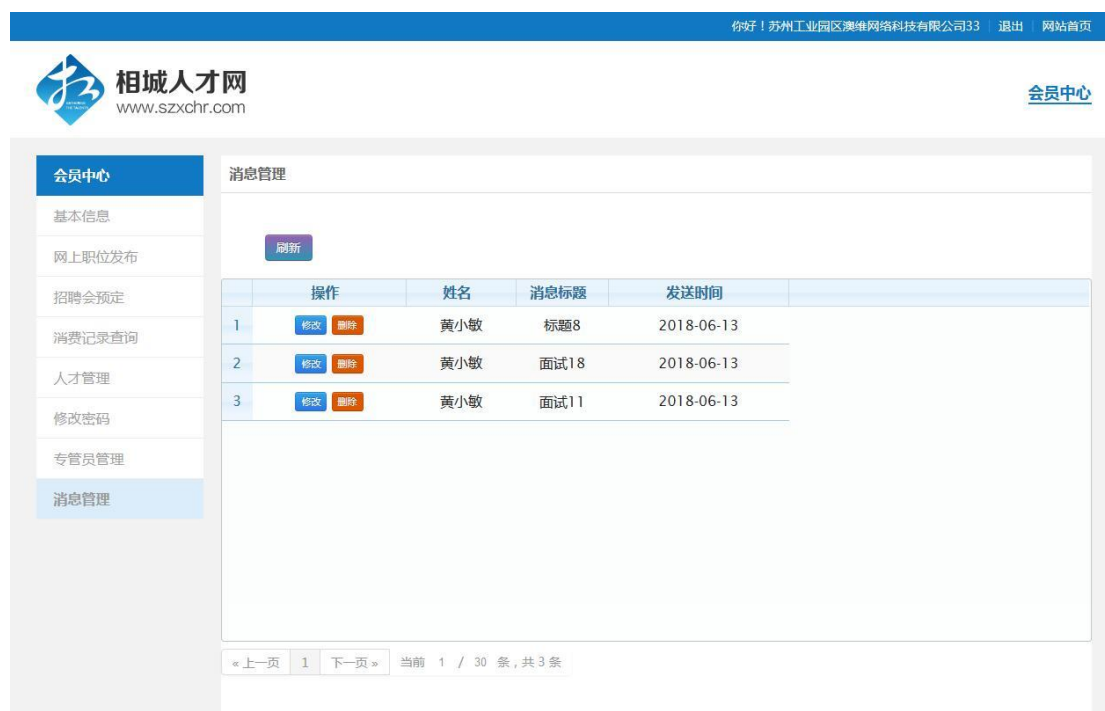 你好！苏州工业园区澳维网络科技有限公司33 退出 网站首页
相城人才网
www.szxchr.com
会员中心
会员中心
基本信息
网上职位发布
招聘会预定
消费记录查询
人才管理
修改密码
专管员管理
消息管理
消息管理
刷新
操作 姓名 消息标题 发送时间
1 修改 删除 黄小敏 标题8 2018-06-13
2 修改 删除 黄小敏 面试18 2018-06-13
3 修改 删除 黄小敏 面试11 2018-06-13
« 上一页 1 下一页 » 当前 1 / 30 条 , 共 3 条